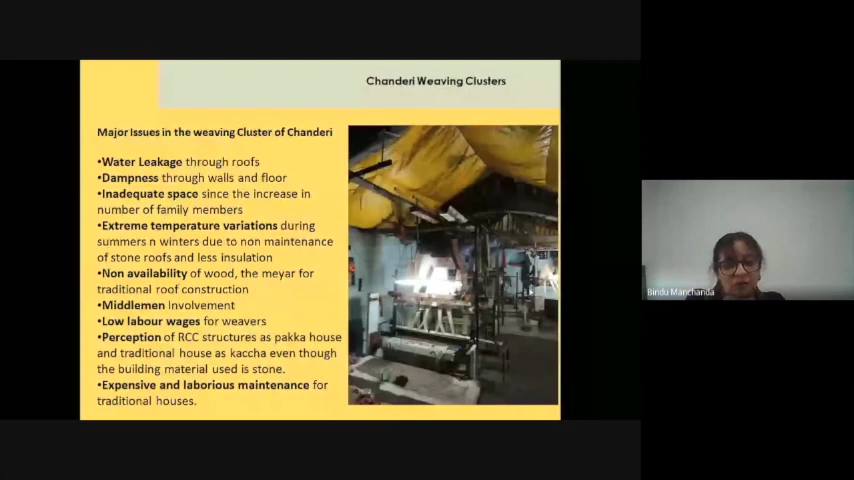 Chanderi Weaving Clusters
Major Issues in the weaving Cluster of Chanderi
•Water Leakage through roofs
•Dampness through walls and floor
•Inadequate space since the increase in
number of family members
•Extreme temperature variations during
summers n winters due to non maintenance
of stone roofs and less insulation
•Non availability of wood, the meyar for
traditional roof construction
•Middlemen Involvement
•Low labour wages for weavers
•Perception of RCC structures as pakka house
and traditional house as kaccha even though
the building material used is stone.
•Expensive and laborious maintenance for
traditional houses.
Bindu Manchanda